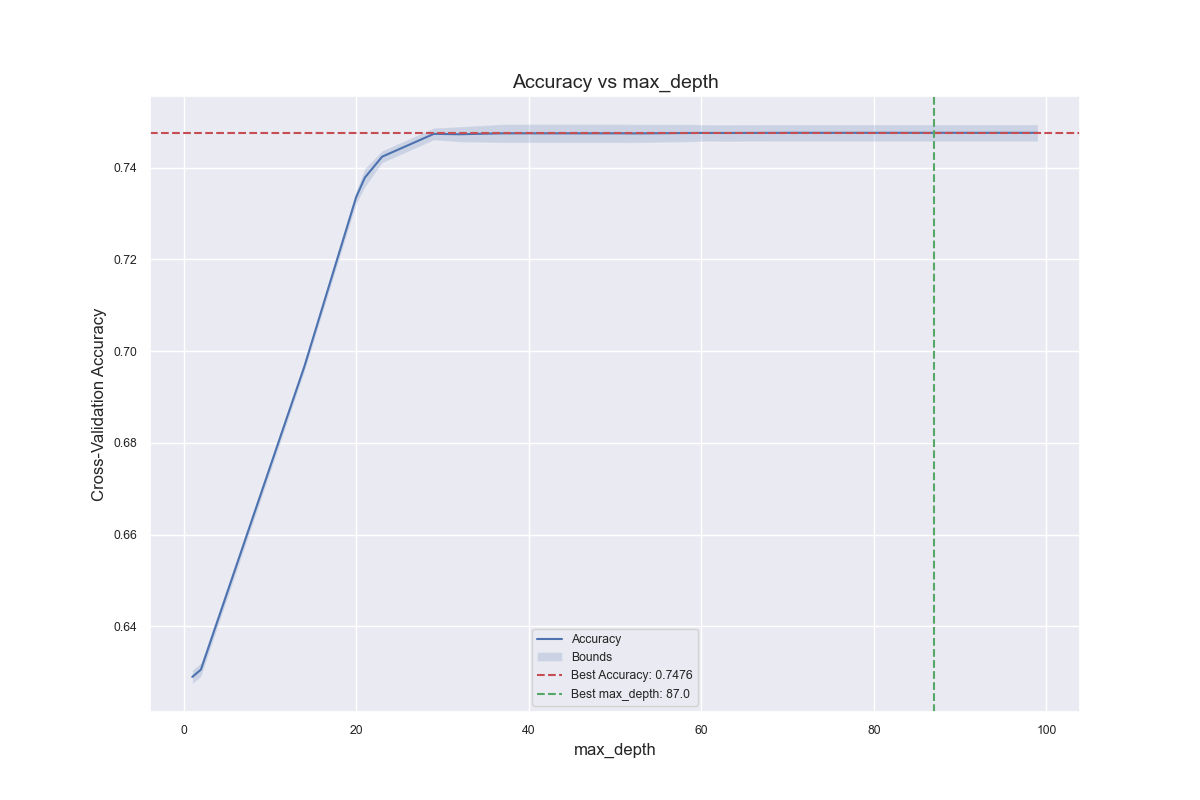 Accuracy vs max_depth
Cross-Validation Accuracy
0.74
0.72
0.70
0.68
0.66
0.64
Accuracy
Bounds
Best Accuracy: 0.7476
Best max_depth: 87.0
0 20 40 60 80 100
max_depth